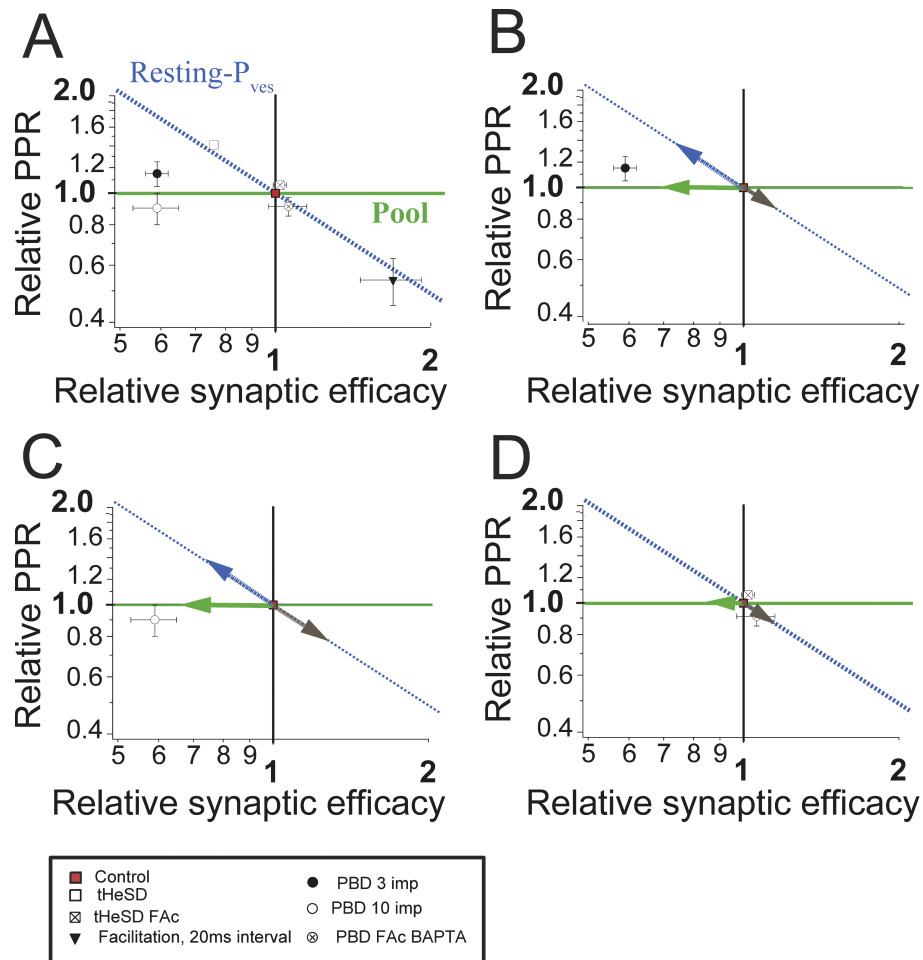 A
Resting-Pves
2.0
1.6
1.2
1.0
0.8
0.6
0.4
Relative PPR
Pool
5 6 7 8 9 1 2
Relative synaptic efficacy
B
2.0
1.6
1.2
1.0
0.8
0.6
0.4
Relative PPR
5 6 7 8 9 1 2
Relative synaptic efficacy
C
2.0
1.6
1.2
1.0
0.8
0.6
0.4
Relative PPR
5 6 7 8 9 1 2
Relative synaptic efficacy
D
2.0
1.6
1.2
1.0
0.8
0.6
0.4
Relative PPR
5 6 7 8 9 1 2
Relative synaptic efficacy
Control
tHeSD
tHeSD FAc
Facilitation, 20ms interval
PBD 3 imp
PBD 10 imp
PBD FAc BAPTA